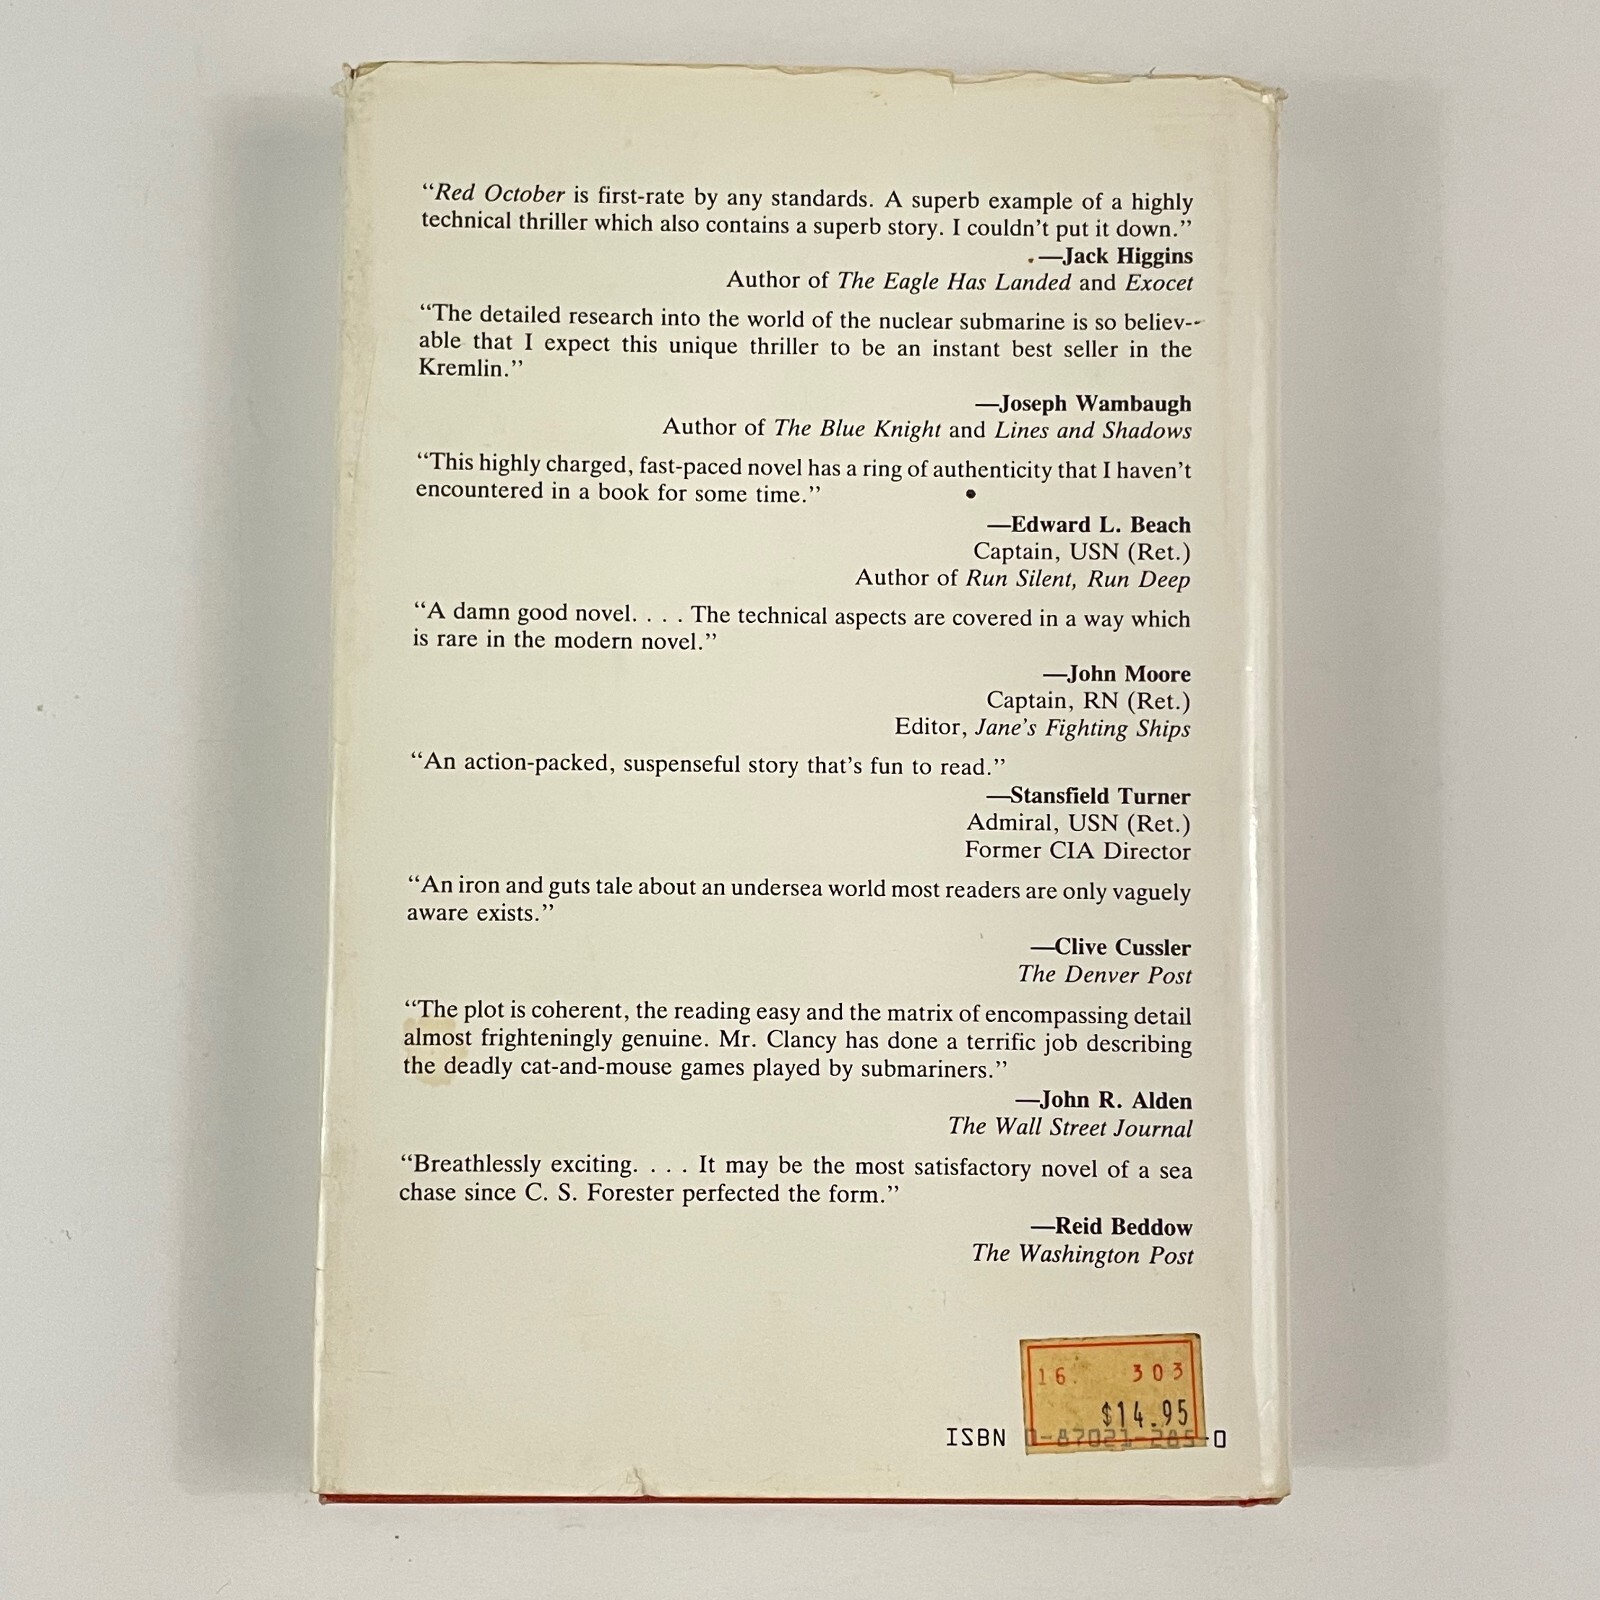 “Red October is first-rate by any standards. A superb example of a highly
technical thriller which also contains a superb story. I couldn't put it down.”
—Jack Higgins
Author of The Eagle Has Landed and Exocet
“The detailed research into the world of the nuclear submarine is so believ-
able that I expect this unique thriller to be an instant best seller in the
Kremlin.”
—Joseph Wambaugh
Author of The Blue Knight and Lines and Shadows
“This highly charged, fast-paced novel has a ring of authenticity that I haven't
encountered in a book for some time.”
—Edward L. Beach
Captain, USN (Ret.)
Author of Run Silent, Run Deep
“A damn good novel. . . . The technical aspects are covered in a way which
is rare in the modern novel.”
—John Moore
Captain, RN (Ret.)
Editor, Jane's Fighting Ships
“An action-packed, suspenseful story that's fun to read.”
—Stansfield Turner
Admiral, USN (Ret.)
Former CIA Director
“An iron and guts tale about an undersea world most readers are only vaguely
aware exists.”
—Clive Cussler
The Denver Post
“The plot is coherent, the reading easy and the matrix of encompassing detail
almost frighteningly genuine. Mr. Clancy has done a terrific job describing
the deadly cat-and-mouse games played by submariners.”
—John R. Alden
The Wall Street Journal
“Breathlessly exciting. . . . It may be the most satisfactory novel of a sea
chase since C. S. Forester perfected the form.”
—Reid Beddow
The Washington Post
16. 303
$14.95
ISBN 0-87021-285-0